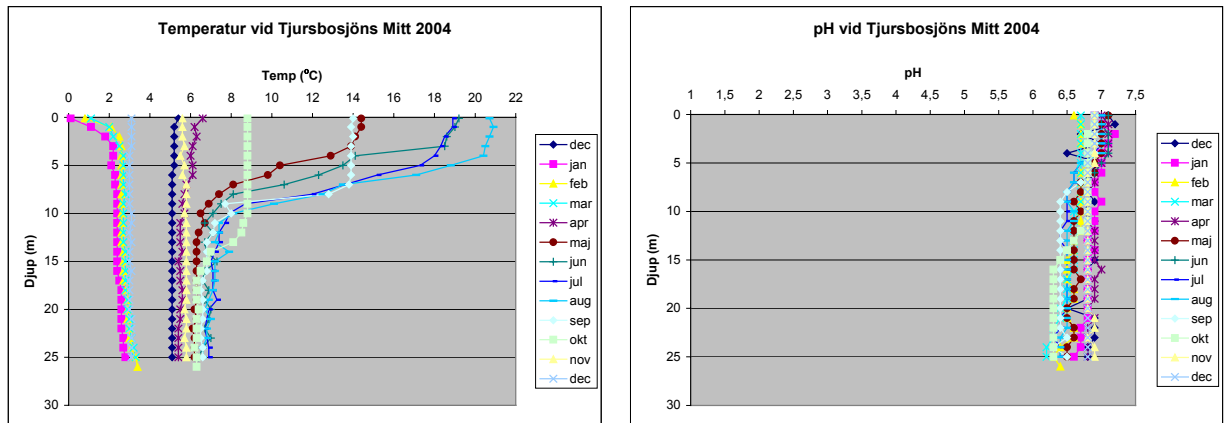 Temperatur vid Tjursbosjöns Mitt 2004
Temp (°C)
0 2 4 6 8 10 12 14 16 18 20 22
0
5
10
15
20
25
30
Djup (m)
dec
jan
feb
mar
apr
maj
jun
jul
aug
sep
okt
nov
dec
pH vid Tjursbosjöns Mitt 2004
pH
1 1,5 2 2,5 3 3,5 4 4,5 5 5,5 6 6,5 7 7,5
0
5
10
15
20
25
30
Djup (m)
dec
jan
feb
mar
apr
maj
jun
jul
aug
sep
okt
nov
dec